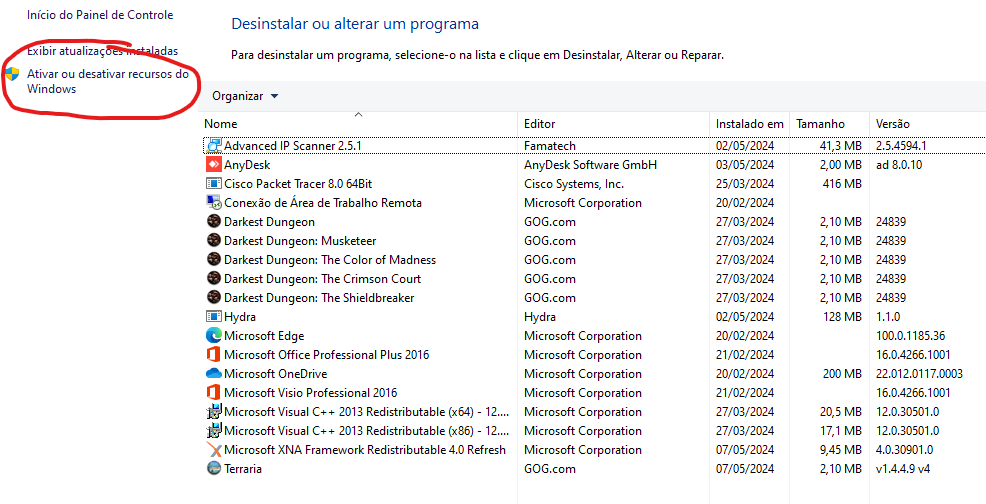 Início do Painel de Controle
Exibir atualizações instaladas
Ativar ou desativar recursos do
Windows
Desinstalar ou alterar um programa
Para desinstalar um programa, selecione-o na lista e clique em Desinstalar, Alterar ou Reparar.
Organizar
Nome Editor Instalado em Tamanho Versão
Advanced IP Scanner 2.5.1 Famatech 02/05/2024 41,3 MB 2.5.4594.1
AnyDesk AnyDesk Software GmbH 03/05/2024 2,00 MB ad 8.0.10
Cisco Packet Tracer 8.0 64Bit Cisco Systems, Inc. 25/03/2024 416 MB
Conexão de Área de Trabalho Remota Microsoft Corporation 20/02/2024
Darkest Dungeon GOG.com 27/03/2024 2,10 MB 24839
Darkest Dungeon: Musketeer GOG.com 27/03/2024 2,10 MB 24839
Darkest Dungeon: The Color of Madness GOG.com 27/03/2024 2,10 MB 24839
Darkest Dungeon: The Crimson Court GOG.com 27/03/2024 2,10 MB 24839
Darkest Dungeon: The Shieldbreaker GOG.com 27/03/2024 2,10 MB 24839
Hydra Hydra 02/05/2024 128 MB 1.1.0
Microsoft Edge Microsoft Corporation 20/02/2024 100.0.1185.36
Microsoft Office Professional Plus 2016 Microsoft Corporation 21/02/2024 16.0.4266.1001
Microsoft OneDrive Microsoft Corporation 20/02/2024 200 MB 22.012.0117.0003
Microsoft Visio Professional 2016 Microsoft Corporation 21/02/2024 16.0.4266.1001
Microsoft Visual C++ 2013 Redistributable (x64) - 12.... Microsoft Corporation 27/03/2024 20,5 MB 12.0.30501.0
Microsoft Visual C++ 2013 Redistributable (x86) - 12.... Microsoft Corporation 27/03/2024 17,1 MB 12.0.30501.0
Microsoft XNA Framework Redistributable 4.0 Refresh Microsoft Corporation 07/05/2024 9,45 MB 4.0.30901.0
Terraria GOG.com 07/05/2024 2,10 MB v1.4.4.9 v4